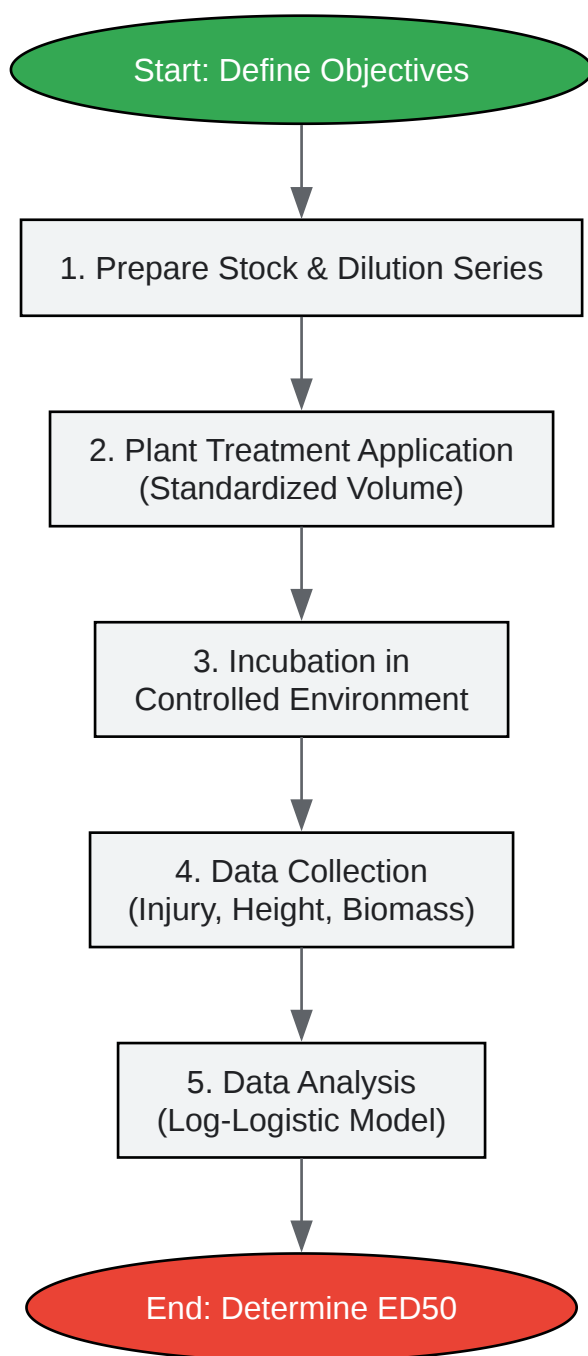 Start: Define Objectives
1. Prepare Stock & Dilution Series
2. Plant Treatment Application
(Standardized Volume)
3. Incubation in
Controlled Environment
4. Data Collection
(Injury, Height, Biomass)
5. Data Analysis
(Log-Logistic Model)
End: Determine ED50